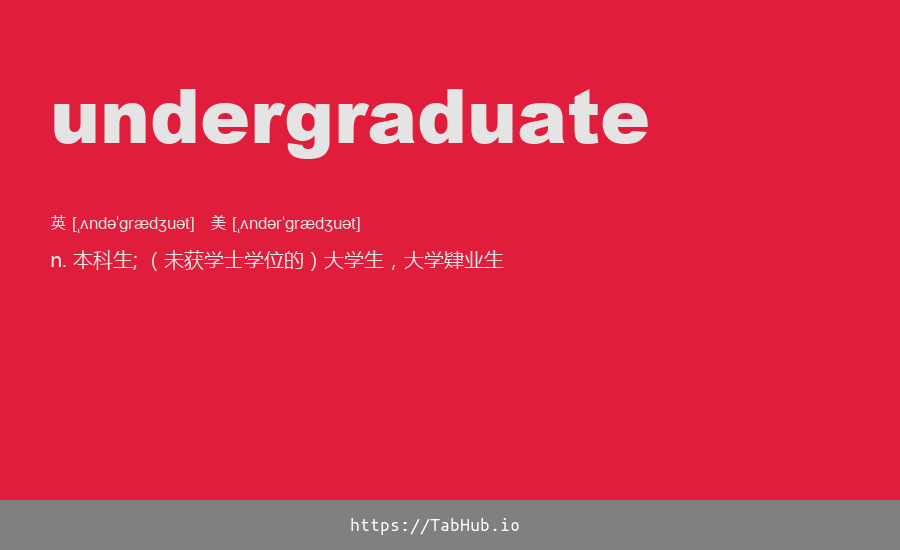 undergraduate
英 [ˌʌndəˈɡrædʒuət] 美 [ˌʌndərˈɡrædʒuət]
n. 本科生; （未获学士学位的）大学生，大学肄业生
https://TabHub.io